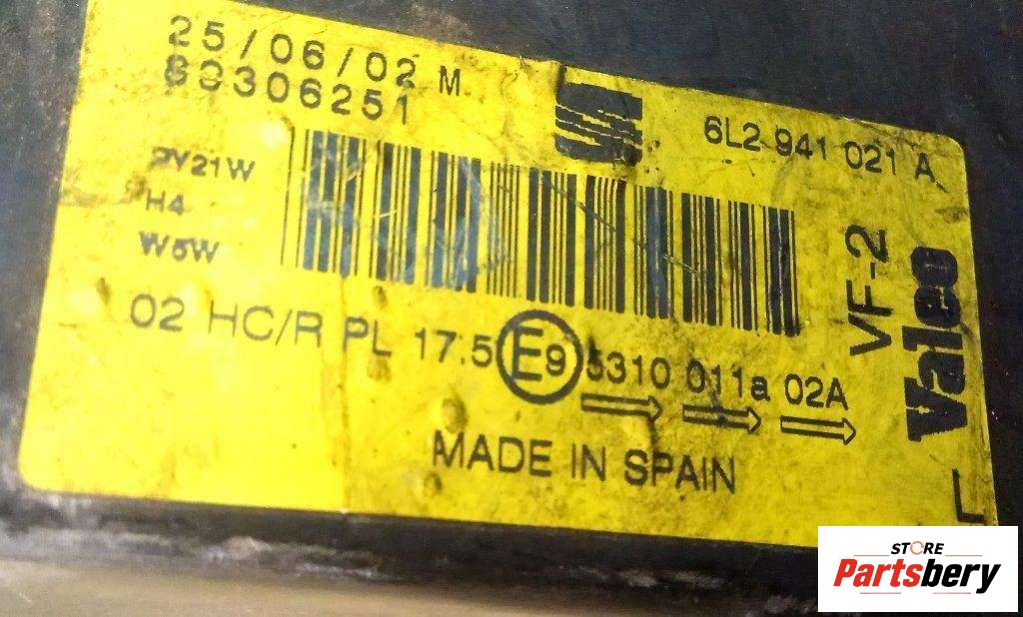 25/06/02 M
80306251
6L2 941 021 A
PY21W
H4
W5W
02 HC/R PL 17.5 E9 5310 011a 02A
MADE IN SPAIN
VF-2
Valeo
L
STORE
Partsbery